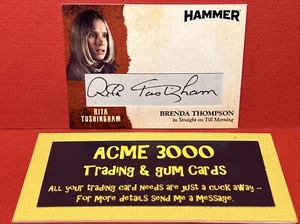 HAMMER
Rita Tushingham
RITA
TUSHINGHAM
BRENDA THOMPSON
in Straight on Till Morning
ACME 3000
Trading & Gum Cards
All your trading card needs are just a click away –
For more details send me a message.